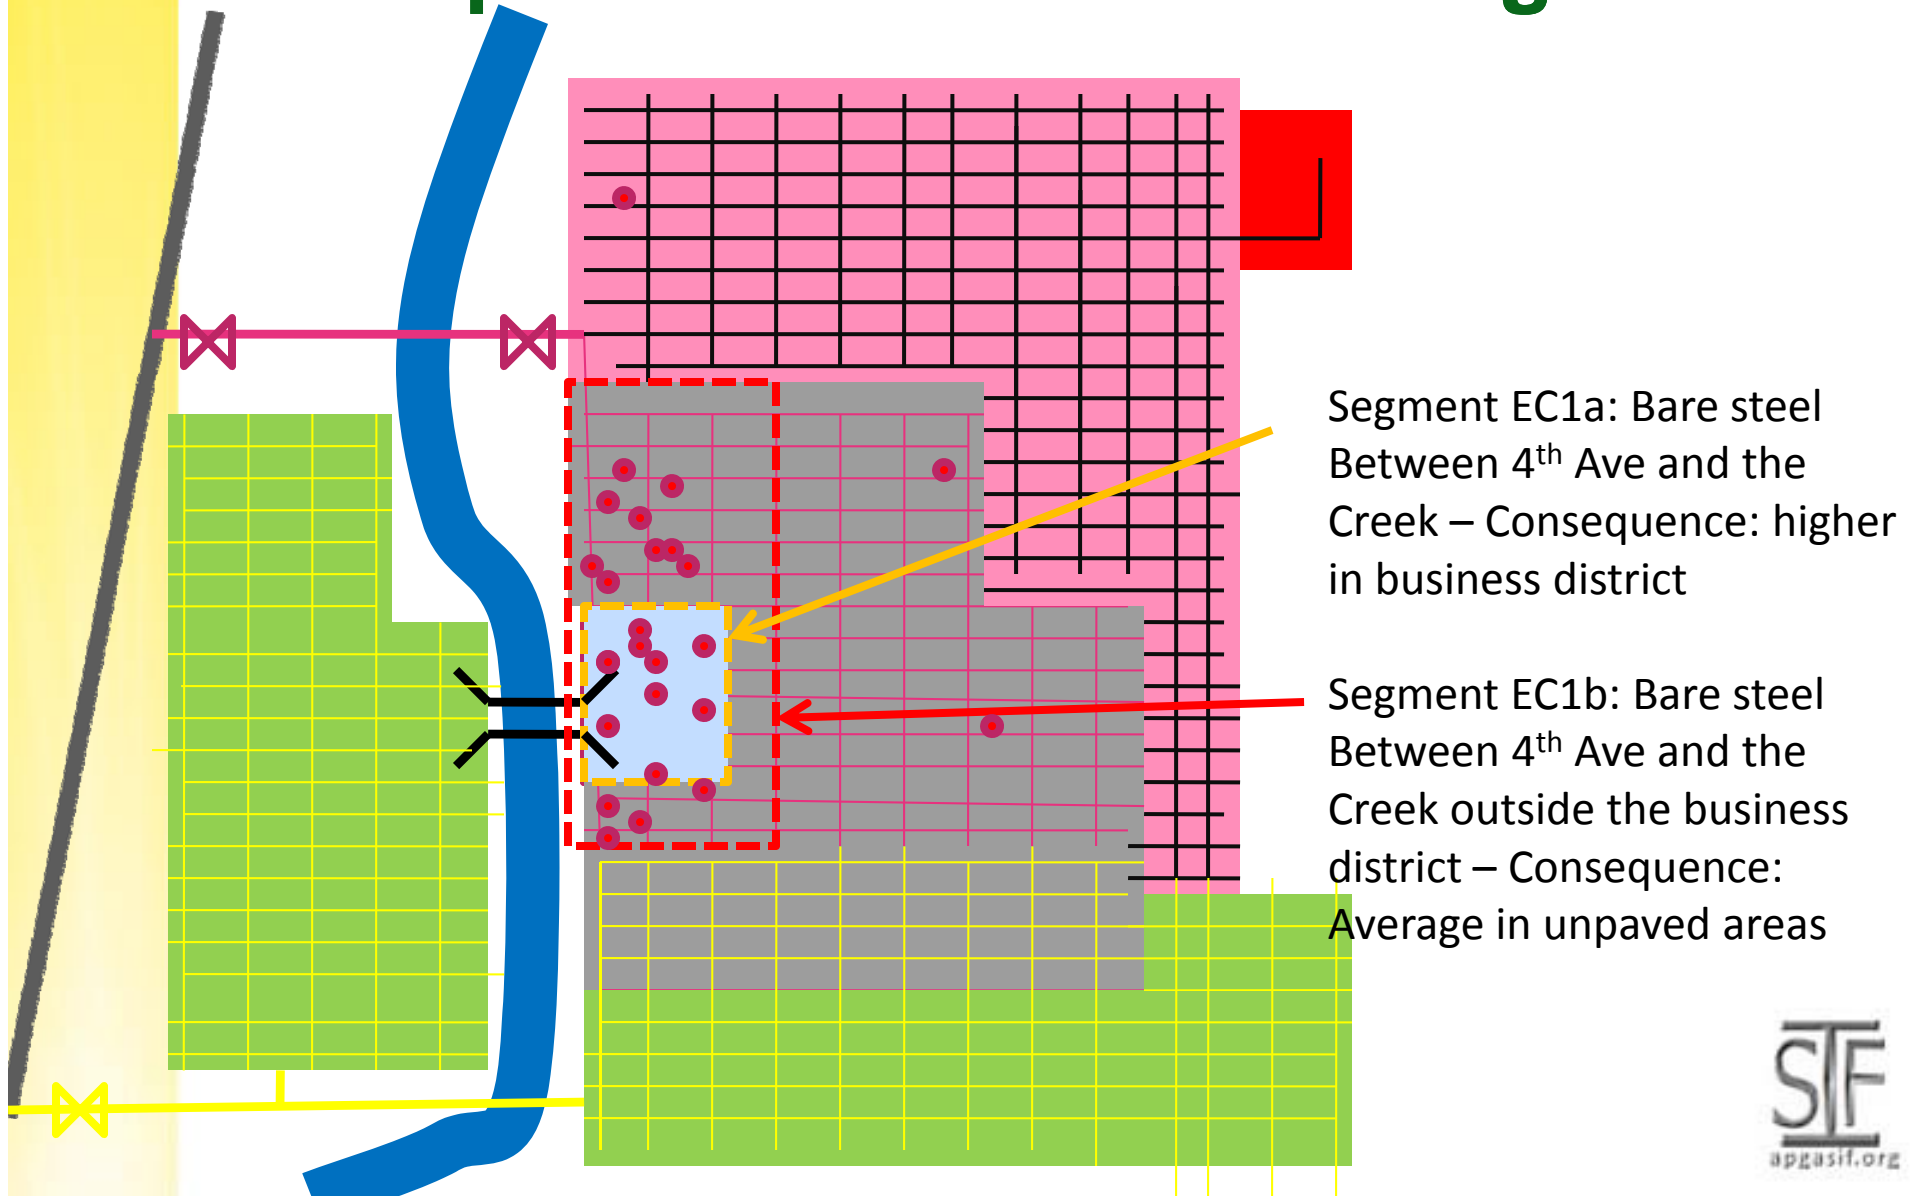 Segment EC1a: Bare steel
Between 4th Ave and the
Creek – Consequence: higher
in business district
Segment EC1b: Bare steel
Between 4th Ave and the
Creek outside the business
district – Consequence:
Average in unpaved areas
SIF
apgasif.org